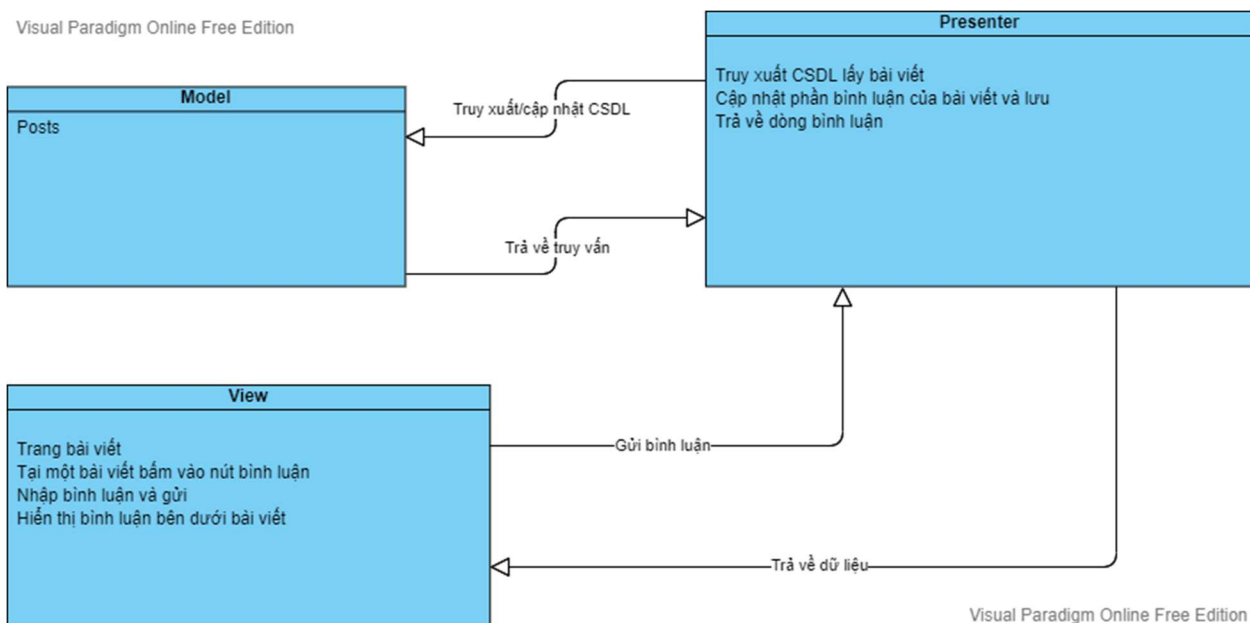 Visual Paradigm Online Free Edition
Presenter
Truy xuất CSDL lấy bài viết
Cập nhật phần bình luận của bài viết và lưu
Trả về dòng bình luận
Model
Posts
Truy xuất/cập nhật CSDL
Trả về truy vấn
View
Trang bài viết
Tại một bài viết bấm vào nút bình luận
Nhập bình luận và gửi
Hiển thị bình luận bên dưới bài viết
Gửi bình luận
Trả về dữ liệu
Visual Paradigm Online Free Edition